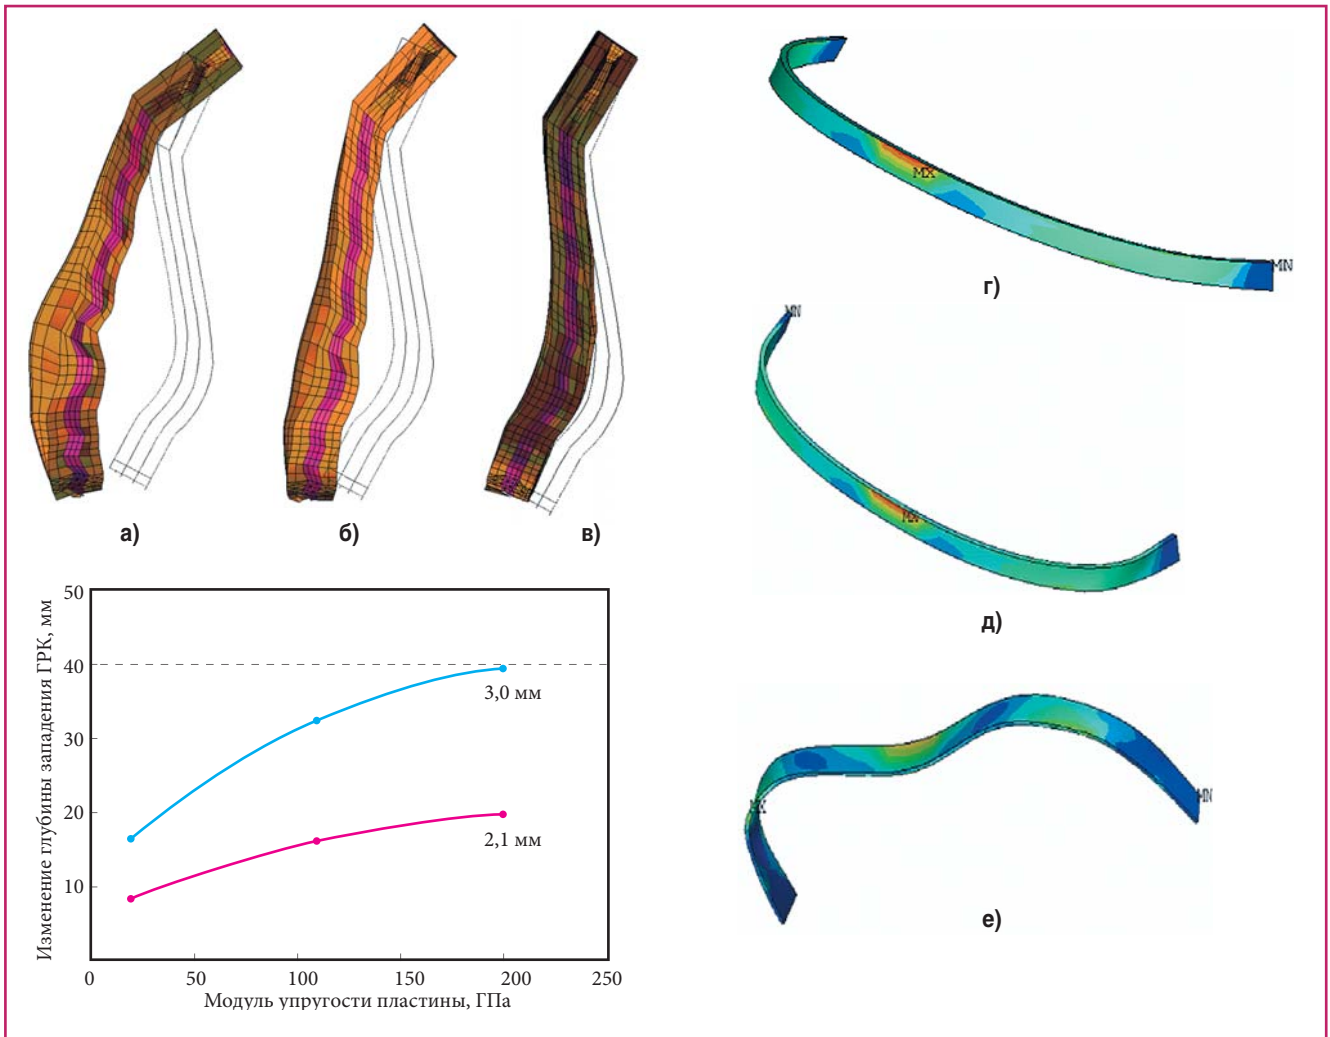 MX
MN
г)
MN
MX
д)
а)
б)
в)
Изменение глубины западения ГРК, мм
50
40
30
20
10
3,0 мм
2,1 мм
0
50
100
150
200
250
Модуль упругости пластины, ГПа
MX
MN
е)